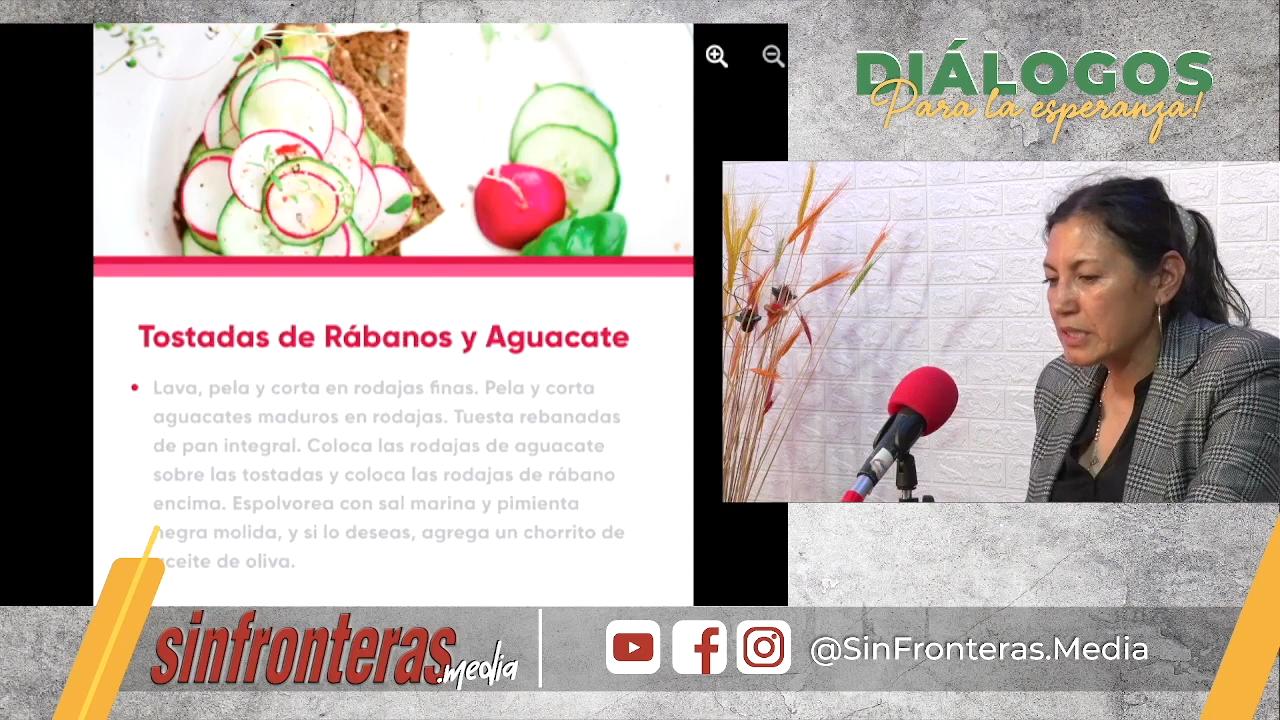 DIÁLOGOS
Para la esperanza!
Tostadas de Rábanos y Aguacate
• Lava, pela y corta en rodajas finas. Pela y corta
aguacates maduros en rodajas. Tuesta rebanadas
de pan integral. Coloca las rodajas de aguacate
sobre las tostadas y coloca las rodajas de rábano
encima. Espolvorea con sal marina y pimienta
negra molida, y si lo deseas, agrega un chorrito de
aceite de oliva.
sinfronteras
.media
@SinFronteras.Media